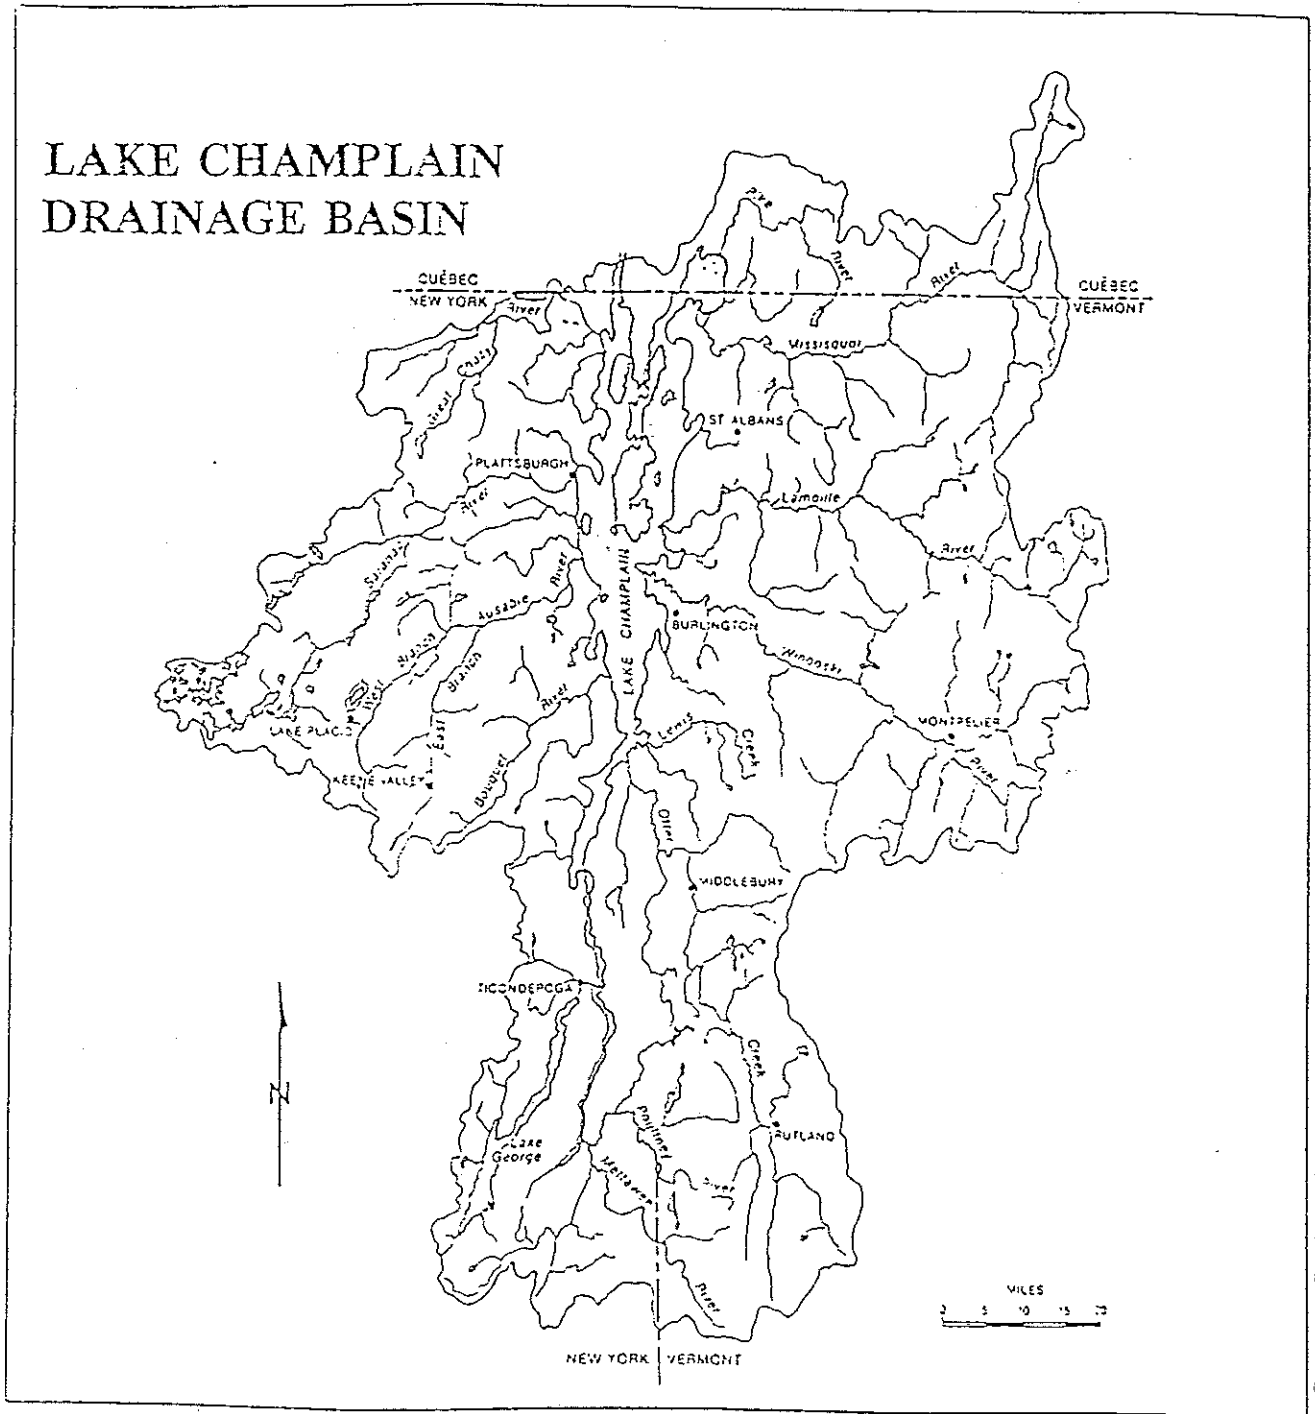 LAKE CHAMPLAIN
DRAINAGE BASIN
QUÉBEC
NEW YORK
QUÉBEC
VERMONT
Pike
River
River
River
Great
Chazy
Missisquoi
ST ALBANS
PLATTSBURGH
River
Saranac
Lamoille
River
Ausable
River
LAKE CHAMPLAIN
BURLINGTON
Winooski
West
Branch
East
Branch
LAKE PLACID
River
Lewis
Creek
MONTPELIER
River
KEENE VALLEY
Bouquet
Otter
MIDDLEBURY
TICONDEROGA
Creek
Lake
George
Poultney
RUTLAND
Mettawee
River
River
N
MILES
0 5 10 15 20
NEW YORK
VERMONT